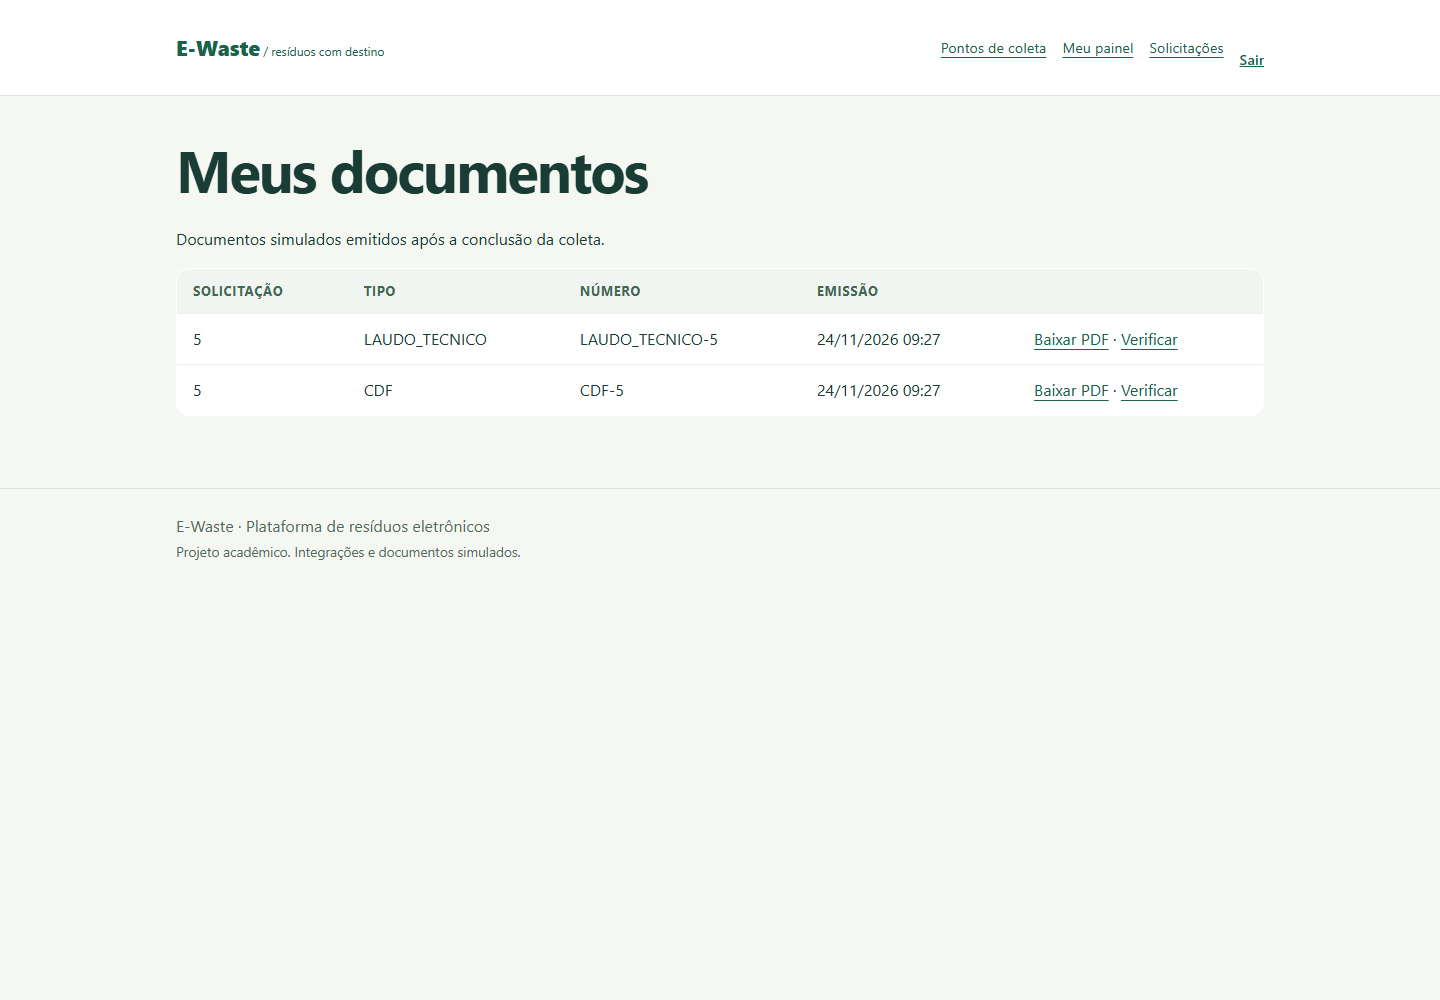 E-Waste / resíduos com destino
Pontos de coleta Meu painel Solicitações Sair
Meus documentos
Documentos simulados emitidos após a conclusão da coleta.
SOLICITAÇÃO TIPO NÚMERO EMISSÃO
5 LAUDO_TECNICO LAUDO_TECNICO-5 24/11/2026 09:27 Baixar PDF · Verificar
5 CDF CDF-5 24/11/2026 09:27 Baixar PDF · Verificar
E-Waste · Plataforma de resíduos eletrônicos
Projeto acadêmico. Integrações e documentos simulados.